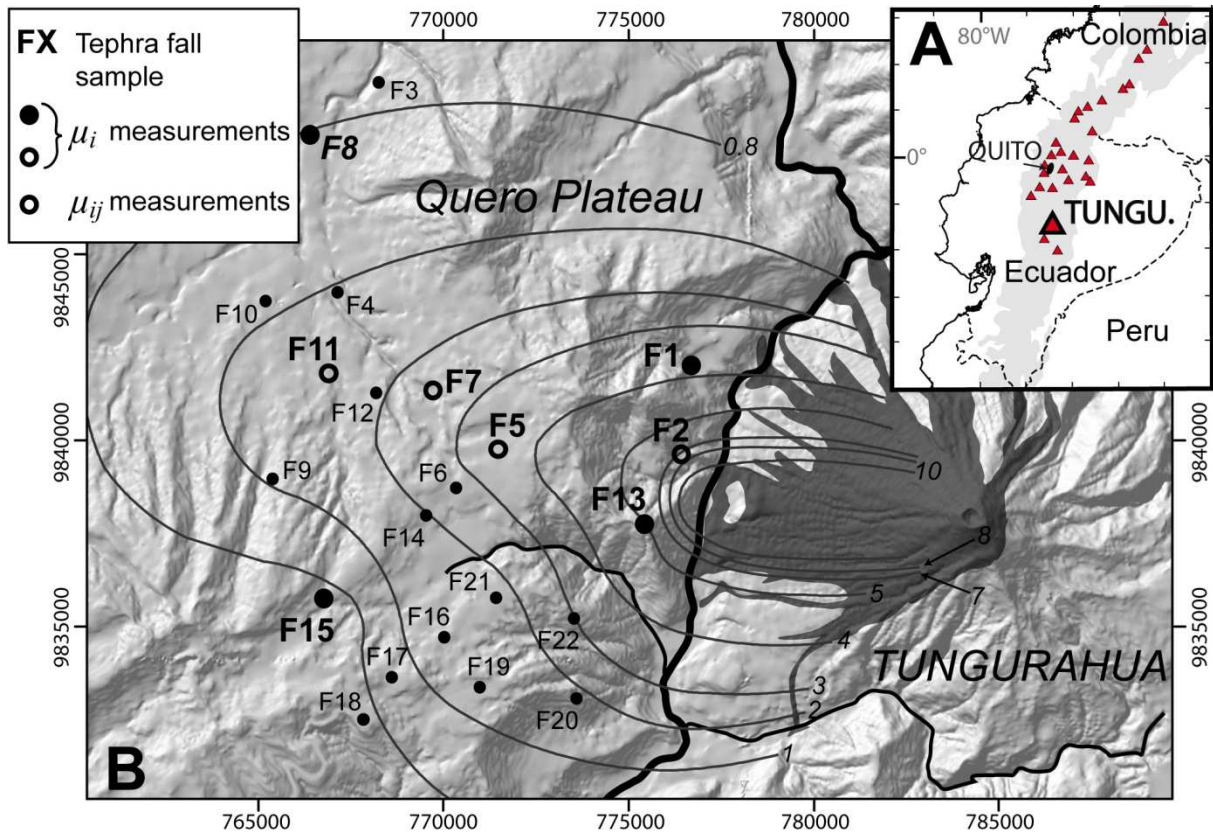 FX Tephra fall
sample
μi measurements
μij measurements
770000
775000
780000
A
80°W
Colombia
0°
QUITO
TUNGU.
Ecuador
Peru
F3
F8
0.8
Quero Plateau
9845000
F10
F4
F11
F12
F7
F1
F5
F2
10
9840000
9840000
F9
F6
F13
F14
8
F21
5
7
F15
F16
F22
4
9835000
9835000
TUNGURAHUA
F17
F19
3
F18
F20
2
1
B
765000
770000
775000
780000
785000